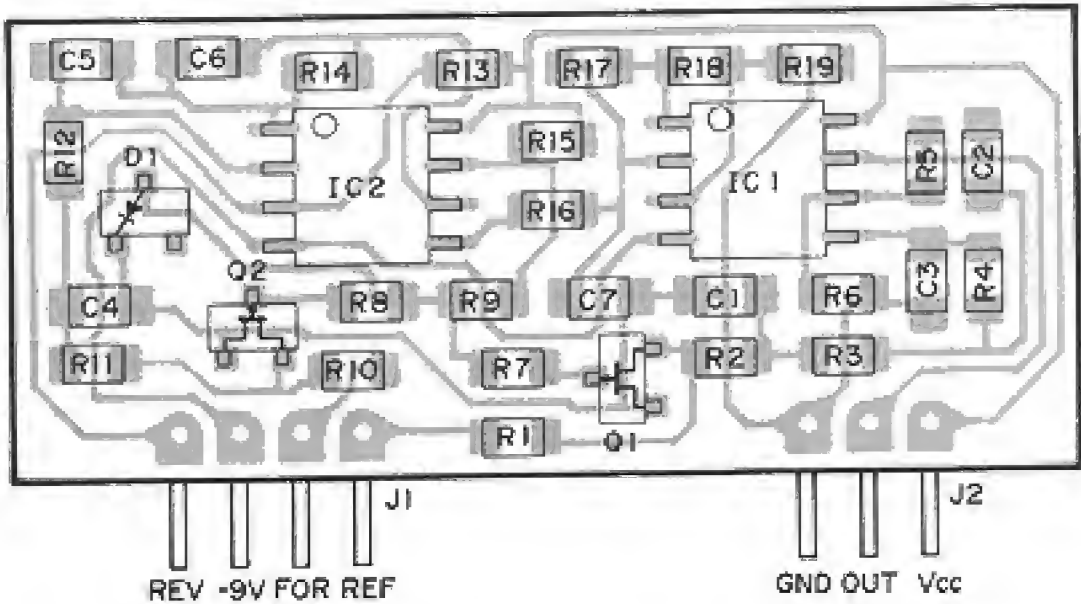 C5 C6 R14 R13 R17 R18 R19
R12 D1 IC2 R15 IC1 R5 C2
R16
Q2
C4 R8 R9 C7 C1 R6 C3 R4
R11 R10 R7 R2 R3
R1 Q1
J1 J2
REV -9V FOR REF GND OUT Vcc